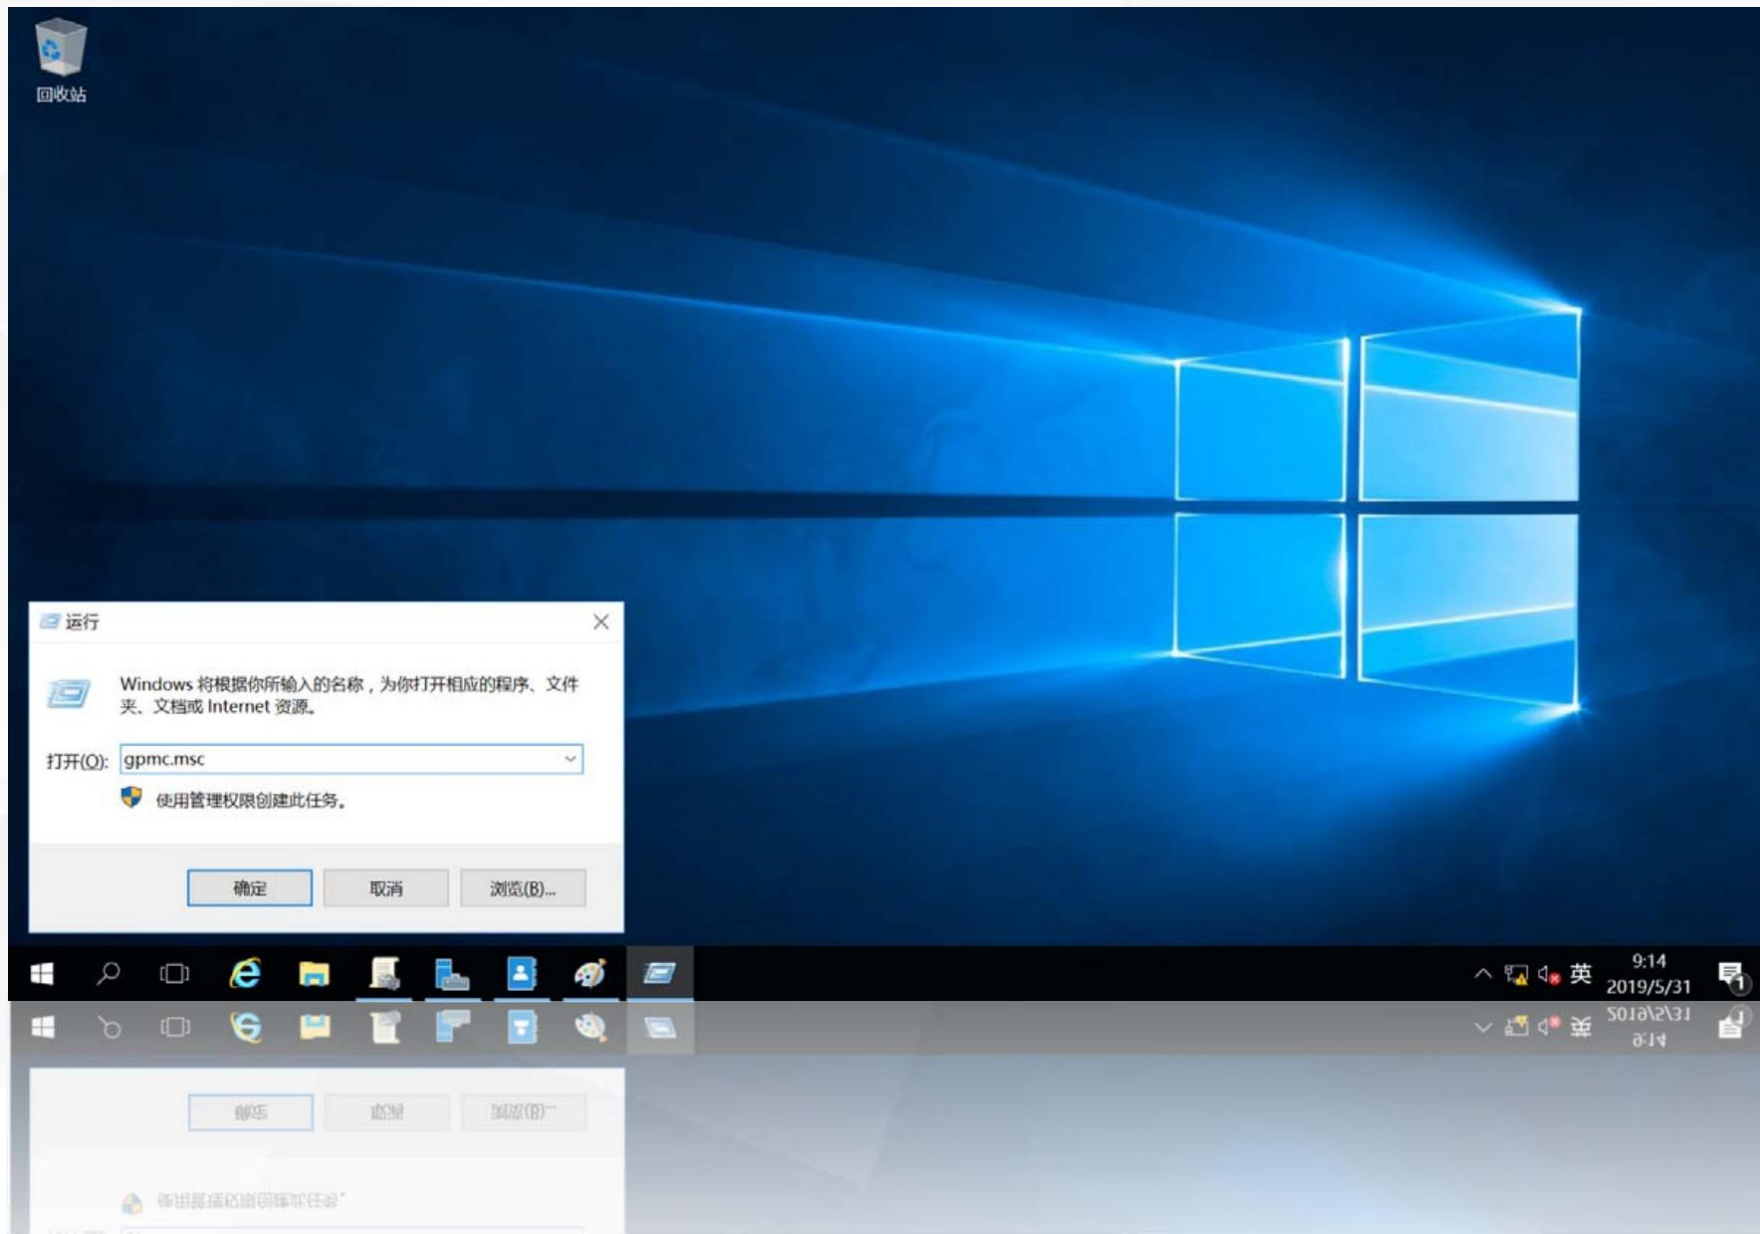 回收站
运行
Windows 将根据你所输入的名称，为你打开相应的程序、文件
夹、文档或 Internet 资源。
打开(O): gpmc.msc
使用管理权限创建此任务。
确定 取消 浏览(B)...
英 9:14
2019/5/31
1